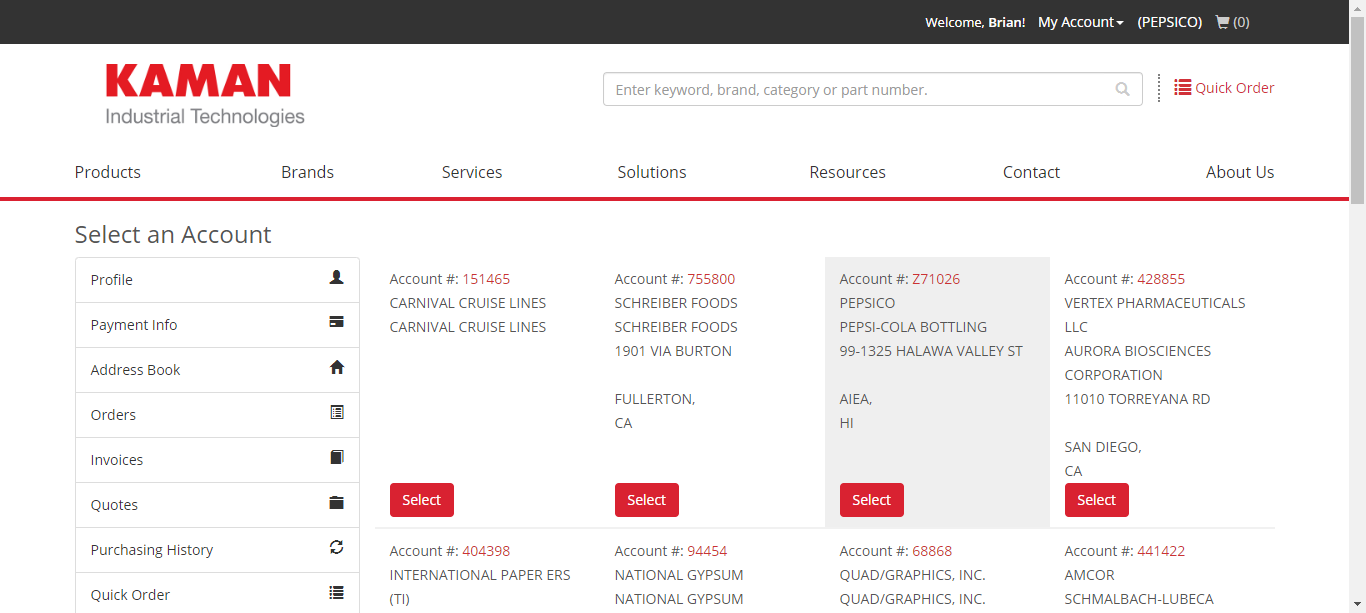 Welcome, Brian! My Account (PEPSICO) (0)
KAMAN
Industrial Technologies
Enter keyword, brand, category or part number.
Quick Order
Products Brands Services Solutions Resources Contact About Us
Select an Account
Profile
Payment Info
Address Book
Orders
Invoices
Quotes
Purchasing History
Quick Order
Account #: 151465
CARNIVAL CRUISE LINES
CARNIVAL CRUISE LINES
Select
Account #: 755800
SCHREIBER FOODS
SCHREIBER FOODS
1901 VIA BURTON
FULLERTON,
CA
Select
Account #: Z71026
PEPSICO
PEPSI-COLA BOTTLING
99-1325 HALAWA VALLEY ST
AIEA,
HI
Select
Account #: 428855
VERTEX PHARMACEUTICALS
LLC
AURORA BIOSCIENCES
CORPORATION
11010 TORREYANA RD
SAN DIEGO,
CA
Select
Account #: 404398
INTERNATIONAL PAPER ERS
(TI)
Account #: 94454
NATIONAL GYPSUM
NATIONAL GYPSUM
Account #: 68868
QUAD/GRAPHICS, INC.
QUAD/GRAPHICS, INC.
Account #: 441422
AMCOR
SCHMALBACH-LUBECA